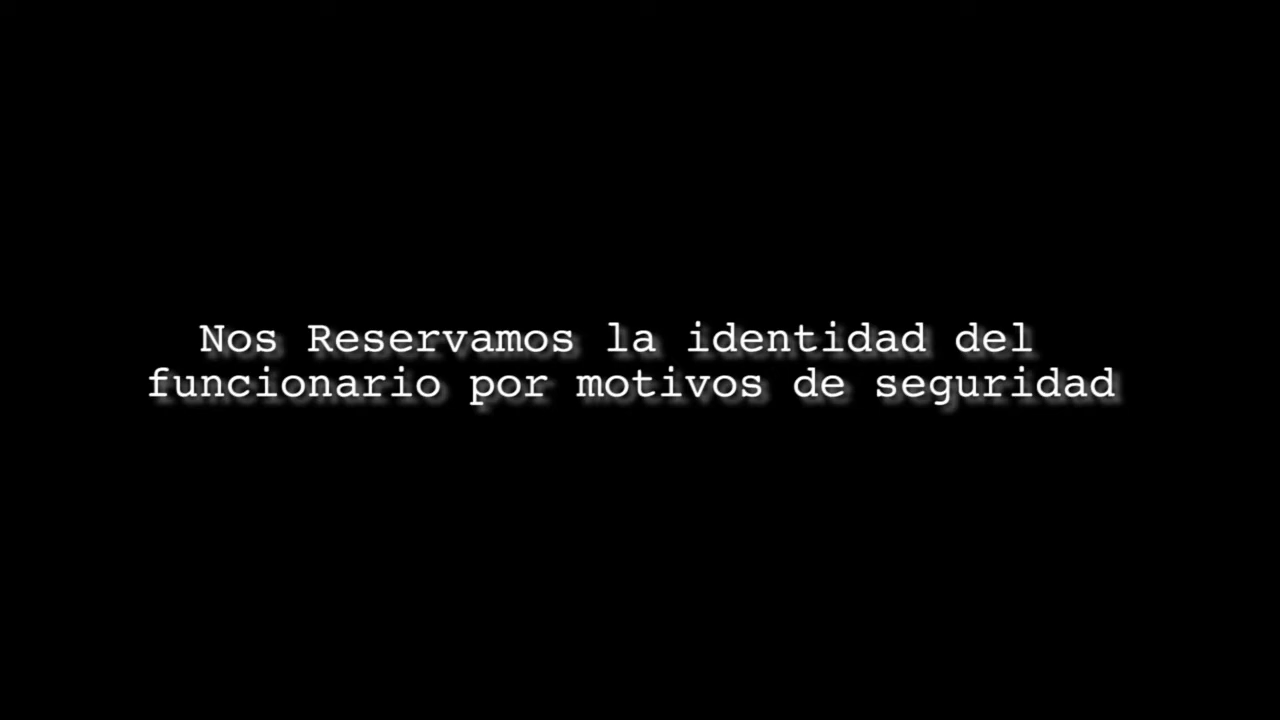 Nos Reservamos la identidad del
funcionario por motivos de seguridad